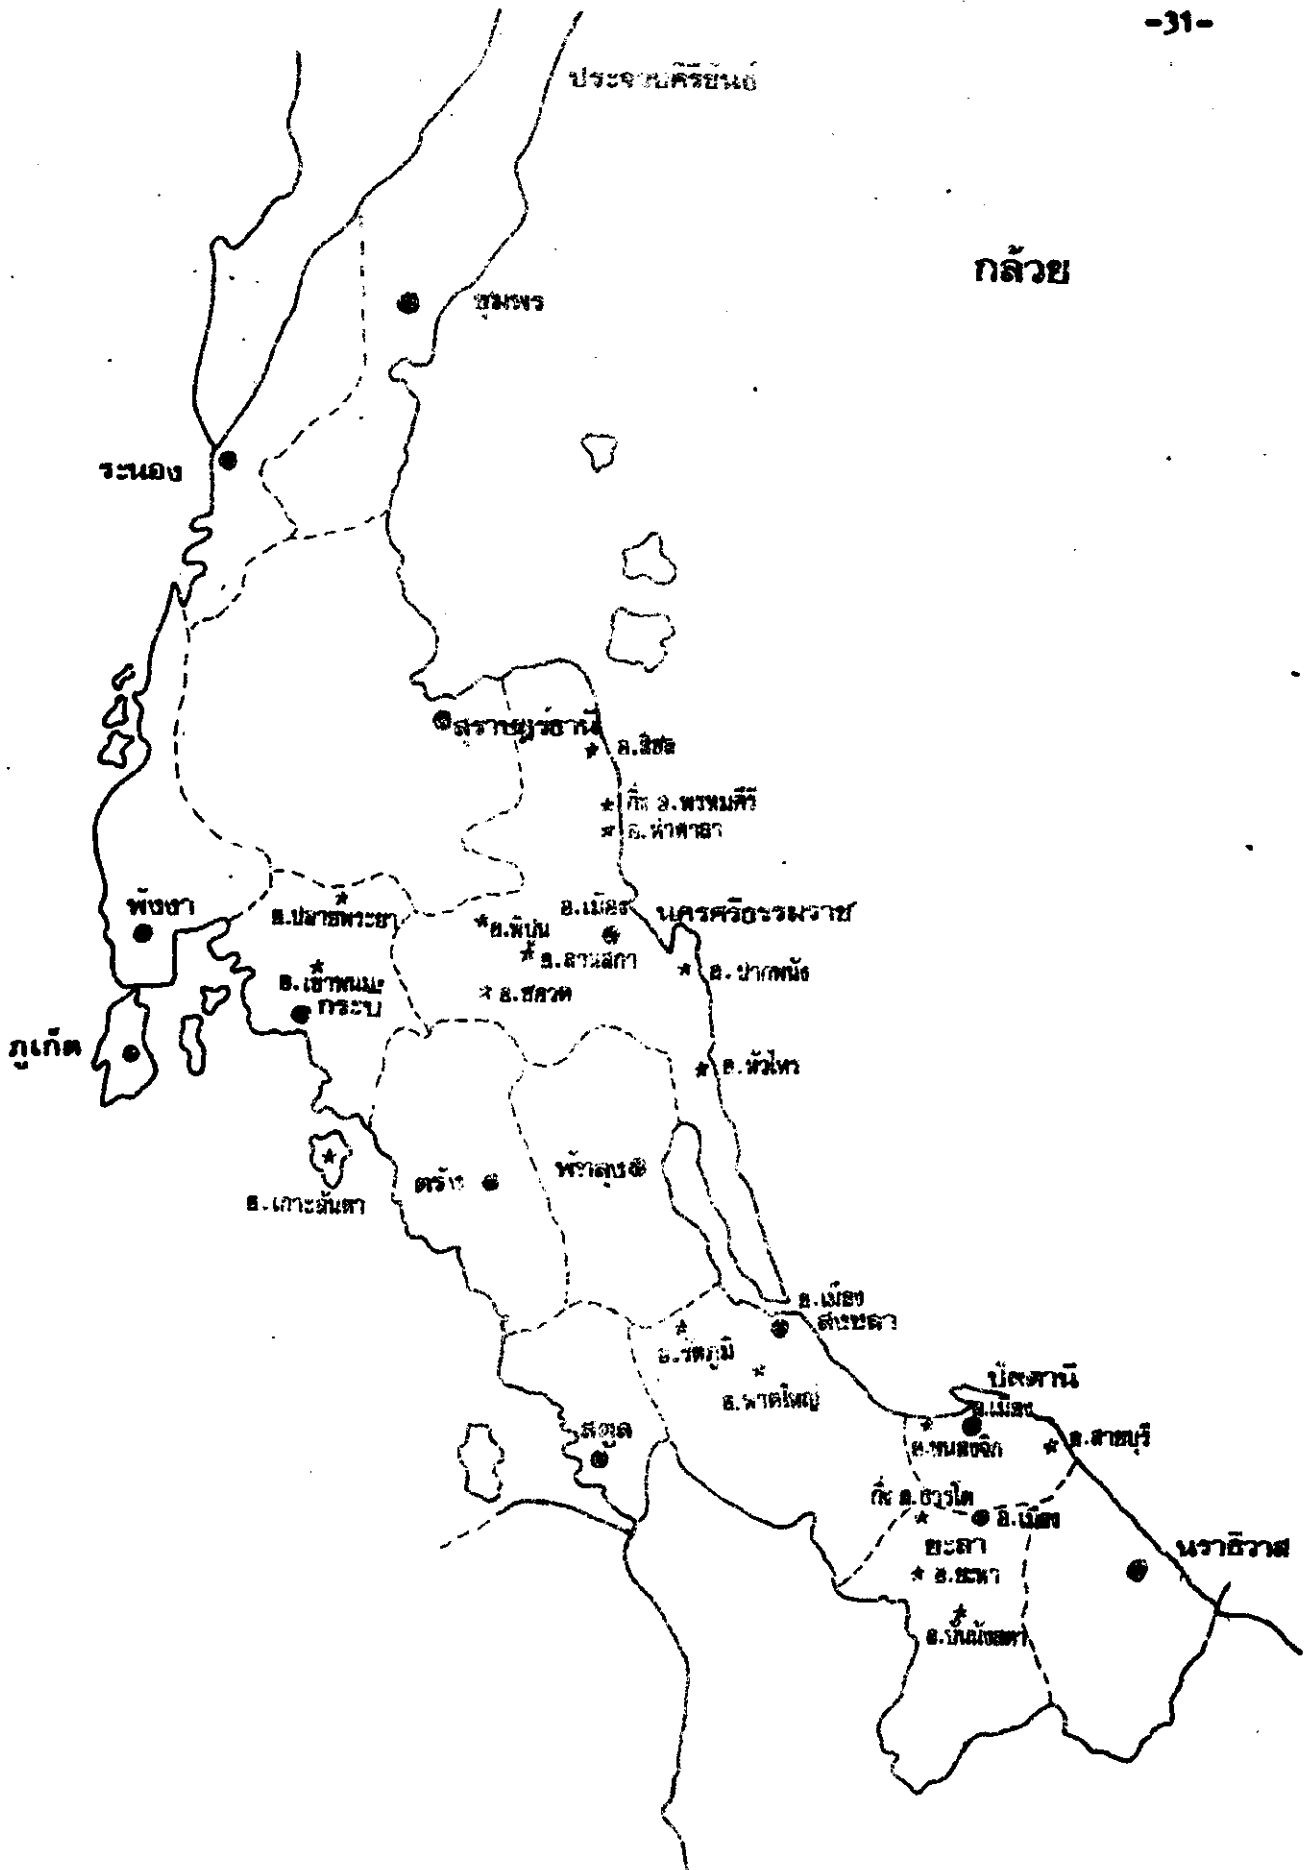 -31-
ประจวบคีรีขันธ์
กล้วย
ชุมพร
ระนอง
สุราษฎร์ธานี
อ.สิชล
กิ่ง อ.พรหมคีรี
อ.ท่าศาลา
พังงา
อ.ปลายพระยา
อ.พิปูน
อ.เมือง
นครศรีธรรมราช
อ.ลานสกา
อ.ปากพนัง
อ.เขาพนม
อ.ฉวาง
กระบี่
ภูเก็ต
อ.หัวไทร
ตรัง
พัทลุง
อ.เกาะลันตา
อ.เมือง
สงขลา
อ.รัตภูมิ
อ.หาดใหญ่
ปัตตานี
อ.เมือง
อ.หนองจิก
อ.สายบุรี
สตูล
กิ่ง อ.ธารโต
อ.เมือง
ยะลา
นราธิวาส
อ.ยะหา
อ.บันนังสตา